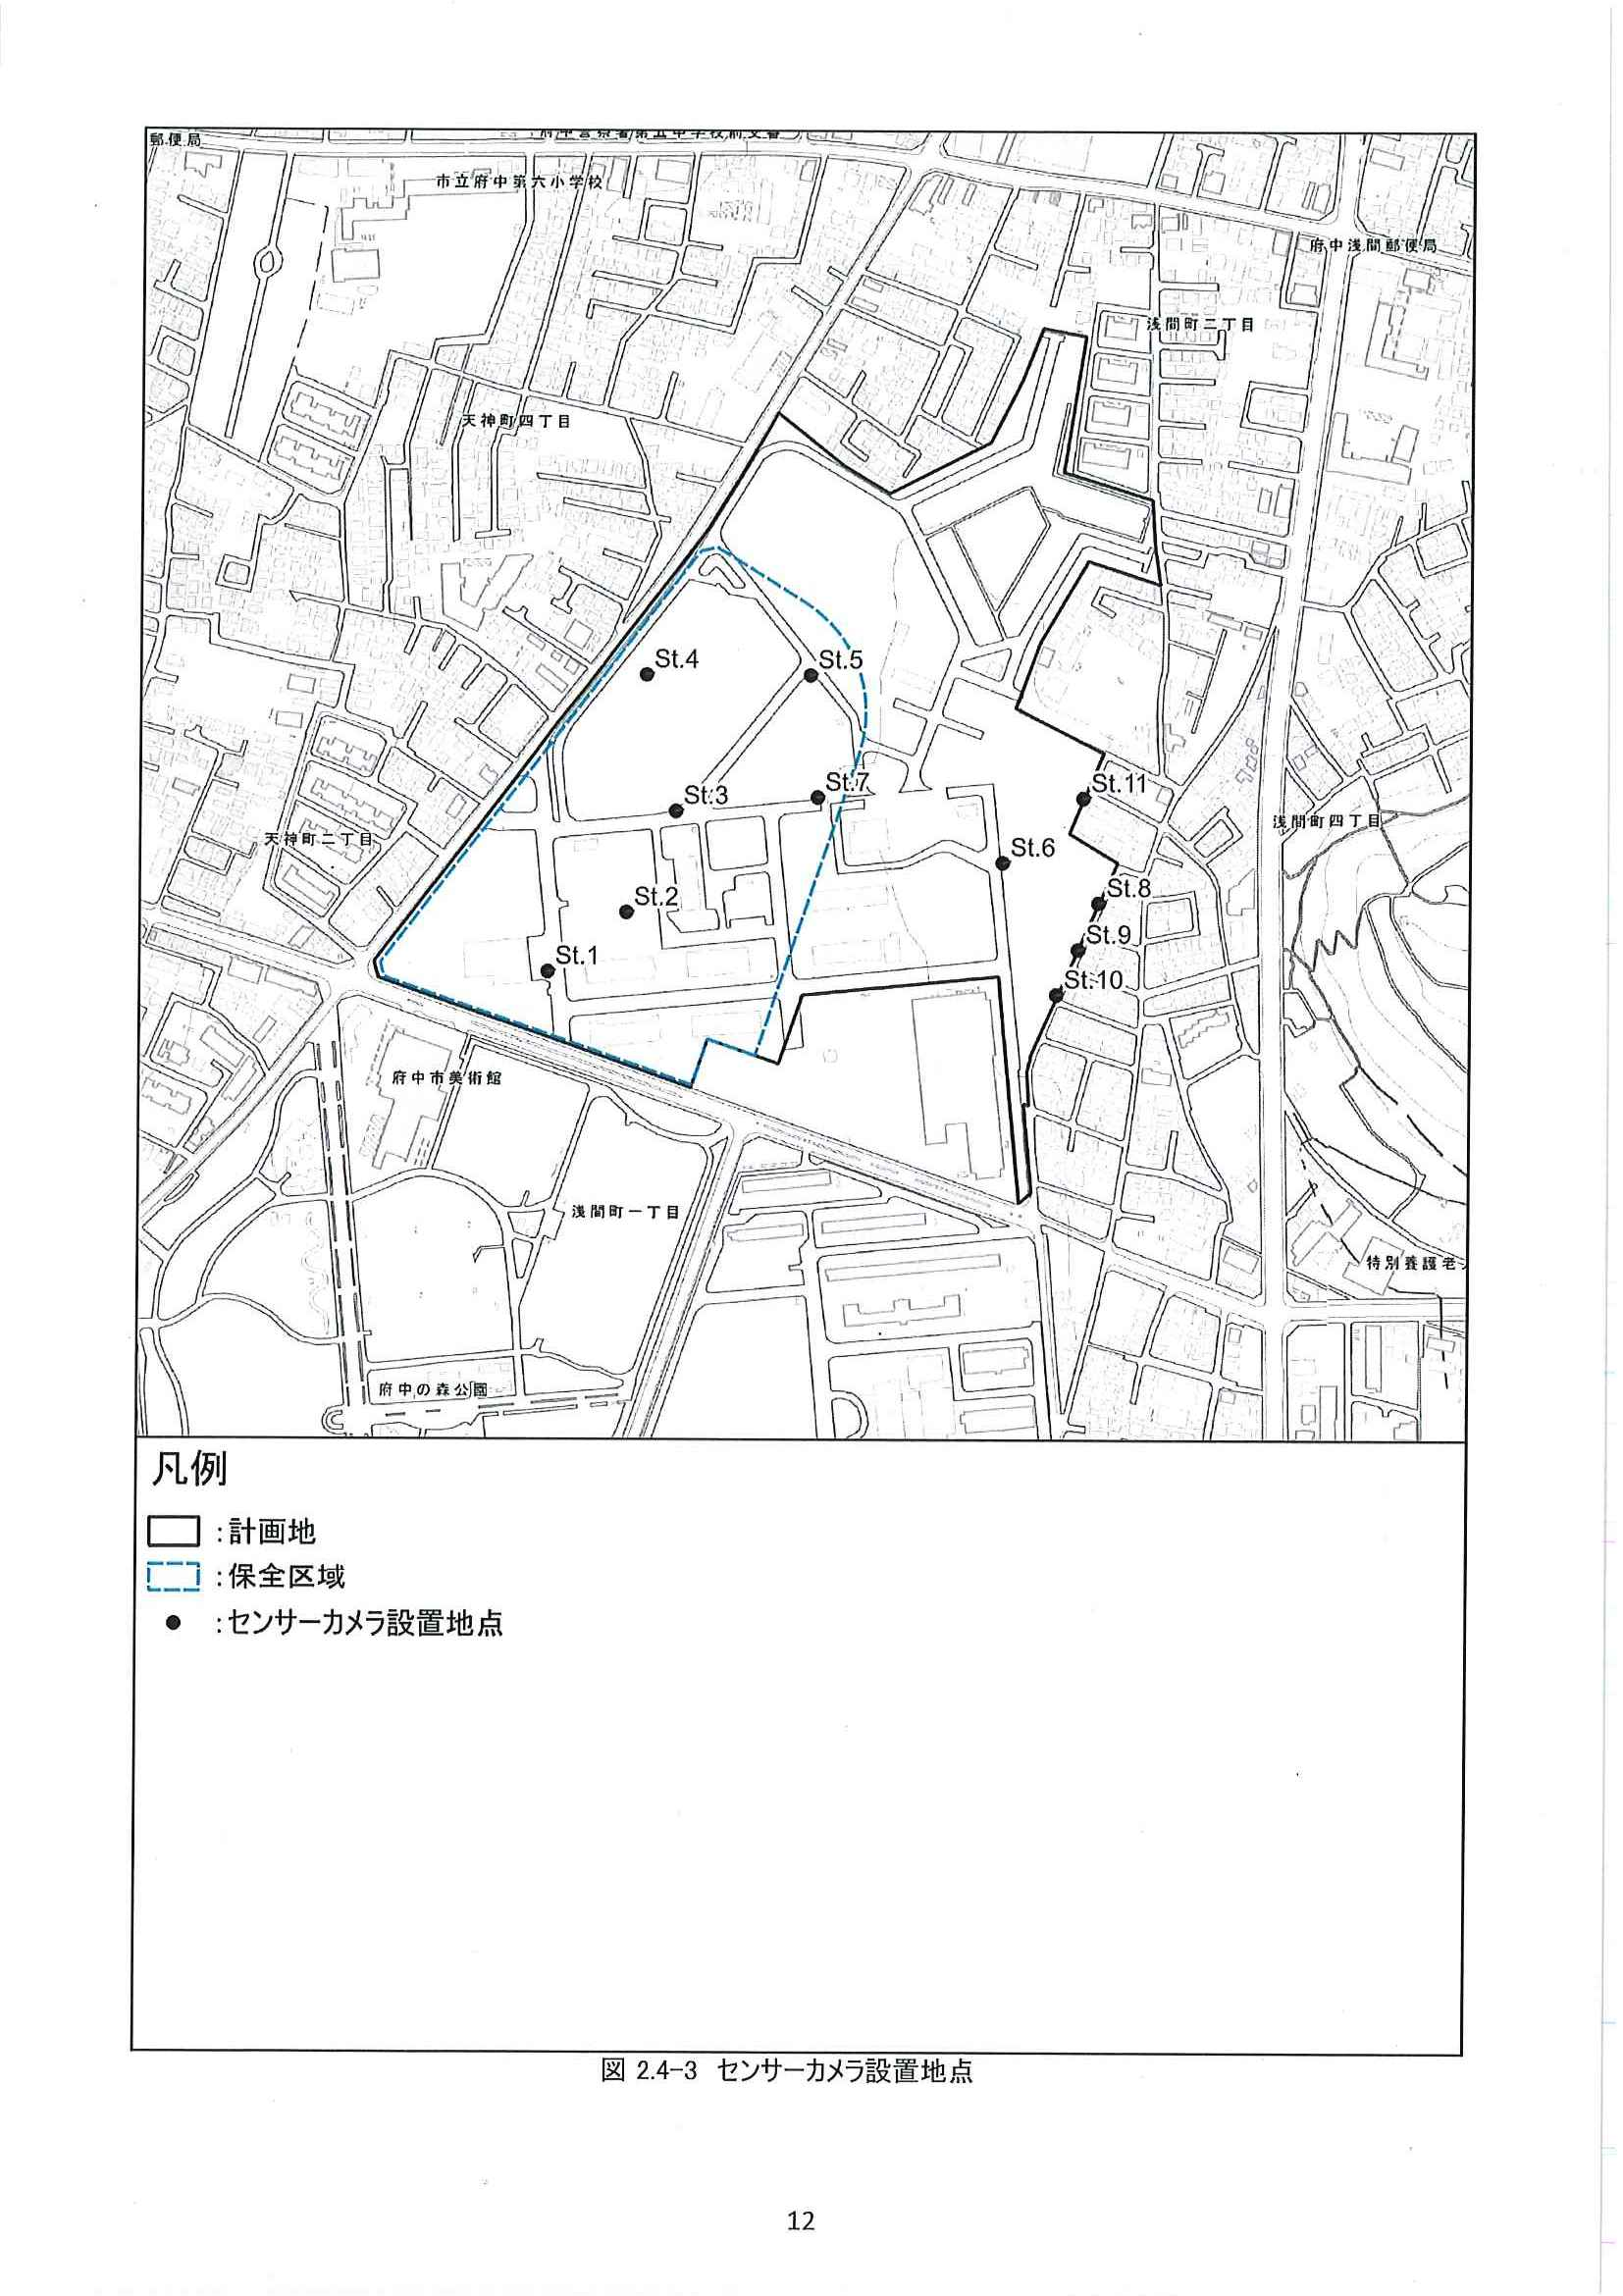 郵便局
市立府中第六小学校
府中浅間郵便局
浅間町二丁目
天神町四丁目
St.4
St.5
St.7
St.3
St.11
天神町二丁目
浅間町四丁目
St.6
St.2
St.8
St.9
St.1
St.10
府中市美術館
浅間町一丁目
特別養護老
府中の森公園
凡例
:計画地
:保全区域
:センサーカメラ設置地点
図 2.4-3 センサーカメラ設置地点
12